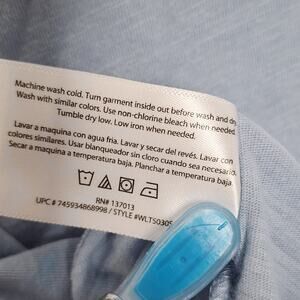 Machine wash cold. Turn garment inside out before wash and dry.
Wash with similar colors. Use non-chlorine bleach when needed.
Tumble dry low. Low iron when needed.
Lavar a maquina con agua fria. Lavar y secar del revés. Lavar con
colores similares. Usar blanqueador sin cloro cuando sea necesario.
Secar a maquina a temperatura baja. Planchar a temperatura baja.
RN# 137013
UPC # 745934868998 / STYLE #WLTS030S